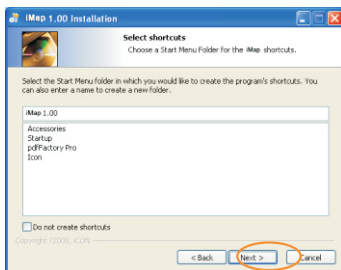 iMap 1.00 Installation
Select shortcuts
Choose a Start Menu Folder for the iMap shortcuts.
Select the Start Menu folder in which you would like to create the program's shortcuts. You
can also enter a name to create a new folder.
iMap 1.00
Accessories
Startup
pdfFactory Pro
Icon
Do not create shortcuts
Copyright ?2008, iCON
< Back
Next >
Cancel